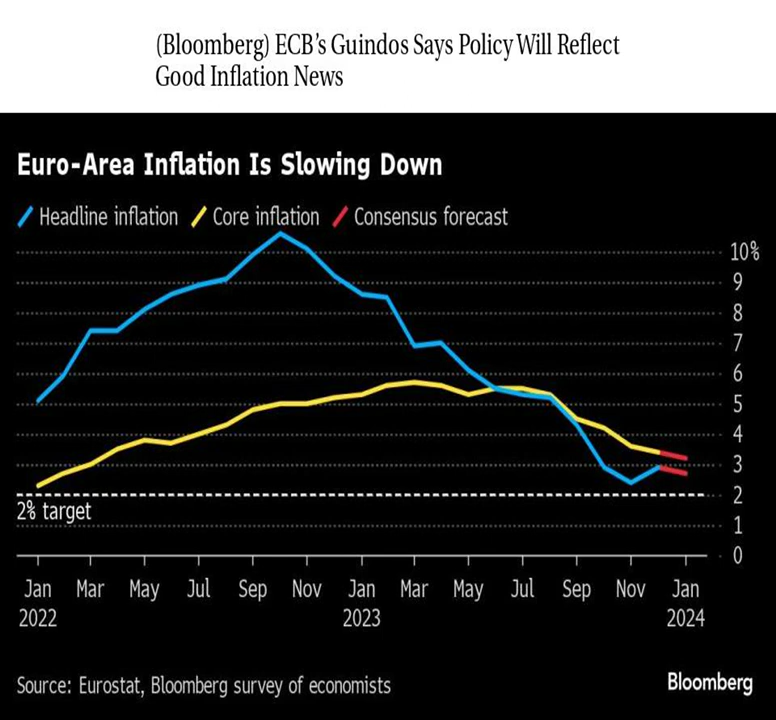 (Bloomberg) ECB's Guindos Says Policy Will Reflect
Good Inflation News
Euro-Area Inflation Is Slowing Down
Headline inflation Core inflation Consensus forecast
10%
9
8
7
6
5
4
3
2
2% target
1
0
Jan Mar May Jul Sep Nov Jan Mar May Jul Sep Nov Jan
2022 2023 2024
Source: Eurostat, Bloomberg survey of economists
Bloomberg